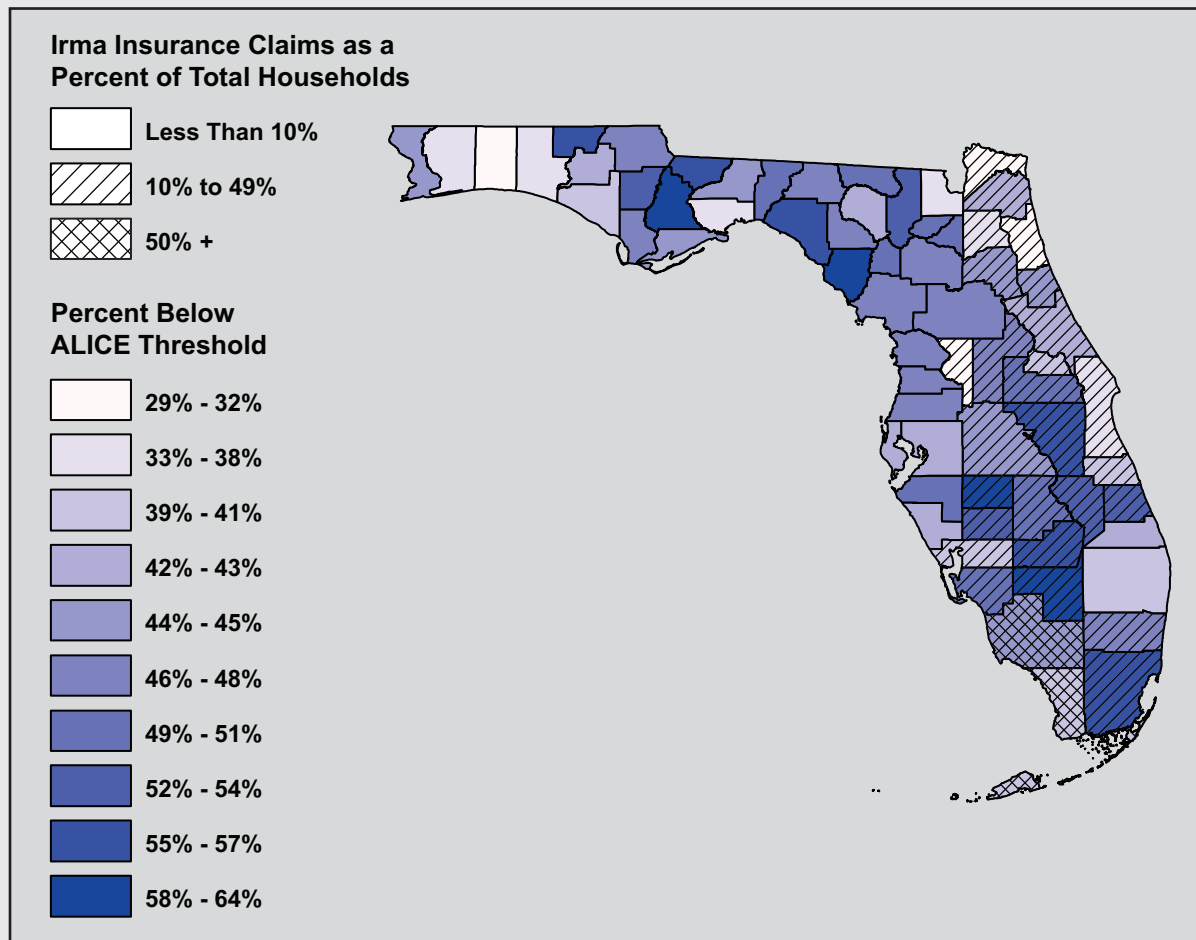 Irma Insurance Claims as a
Percent of Total Households
Less Than 10%
10% to 49%
50% +
Percent Below
ALICE Threshold
29% - 32%
33% - 38%
39% - 41%
42% - 43%
44% - 45%
46% - 48%
49% - 51%
52% - 54%
55% - 57%
58% - 64%